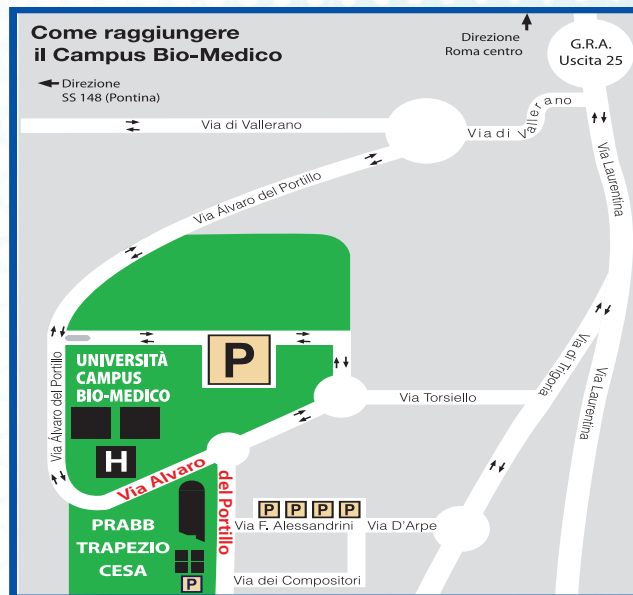 Come raggiungere
il Campus Bio-Medico
Direzione
SS 148 (Pontina)
Direzione
Roma centro
G.R.A.
Uscita 25
Via di Vallerano
Via di Vallerano
Via Laurentina
Via Álvaro del Portillo
Via Álvaro del Portillo
UNIVERSITÀ
CAMPUS
BIO-MEDICO
P
H
Via Torsiello
Via di Trigoria
Via Laurentina
Via Alvaro
del Portillo
P P P P
Via F. Alessandrini
Via D'Arpe
PRABB
TRAPEZIO
CESA
P
Via dei Compositori